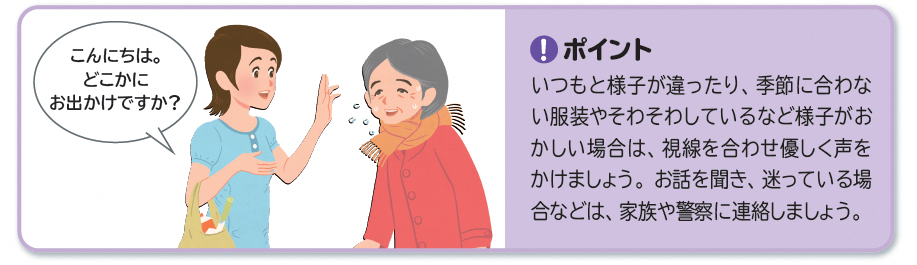 こんにちは。
どこかに
お出かけですか?
! ポイント
いつもと様子が違ったり、季節に合わな
い服装やそわそわしているなど様子がお
かしい場合は、視線を合わせ優しく声を
かけましょう。お話を聞き、迷っている場
合などは、家族や警察に連絡しましょう。